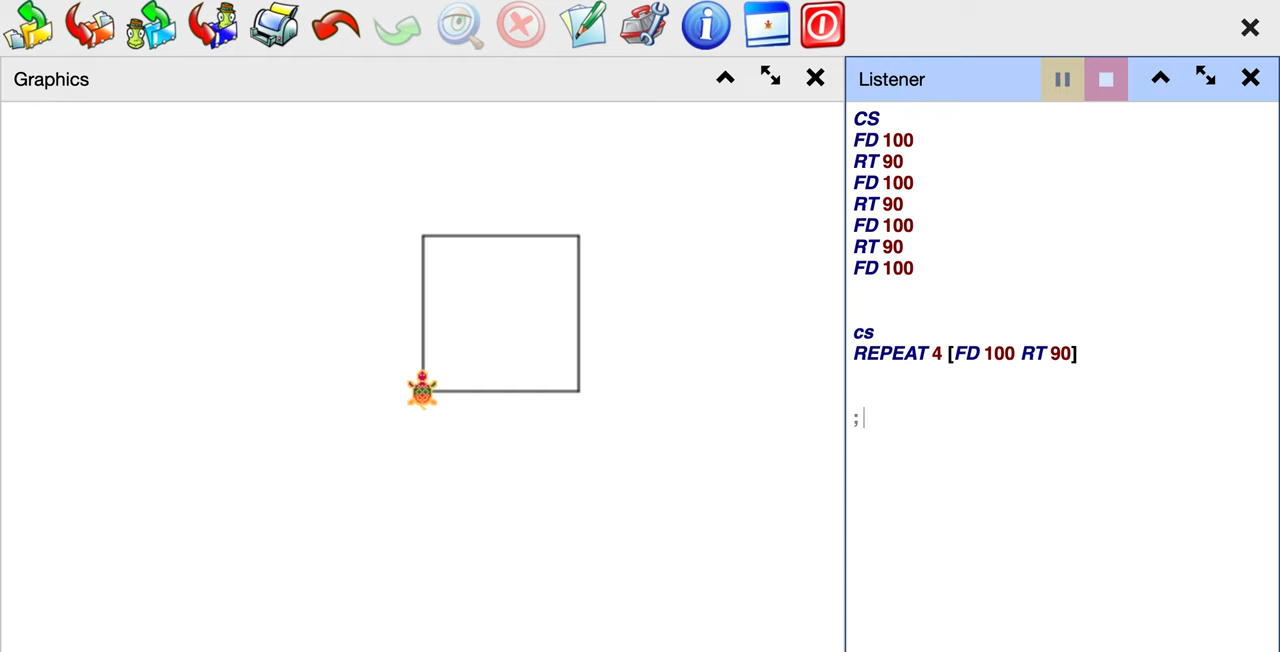 Graphics
Listener
CS
FD 100
RT 90
FD 100
RT 90
FD 100
RT 90
FD 100
cs
REPEAT 4 [FD 100 RT 90]
;